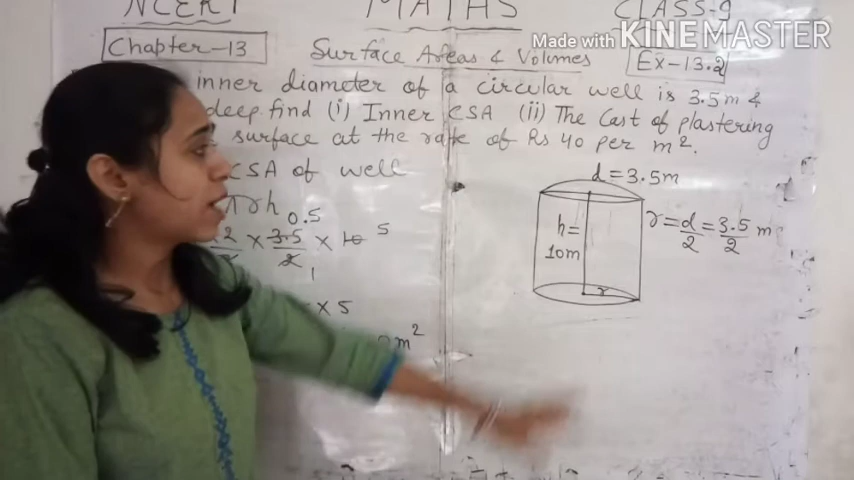 NCERT MATHS CLASS-9
Made with KINEMASTER
Chapter-13 Surface Areas & Volumes Ex-13.2
inner diameter of a circular well is 3.5m &
deep find (i) Inner CSA (ii) The Cast of plastering
surface at the rate of Rs 40 per m².
CSA of well
d = 3.5m
πrh
0.5
× 3.5 × 10 5
2
1
× 5
m²
h =
10m
r
r = d/2 = 3.5/2 m